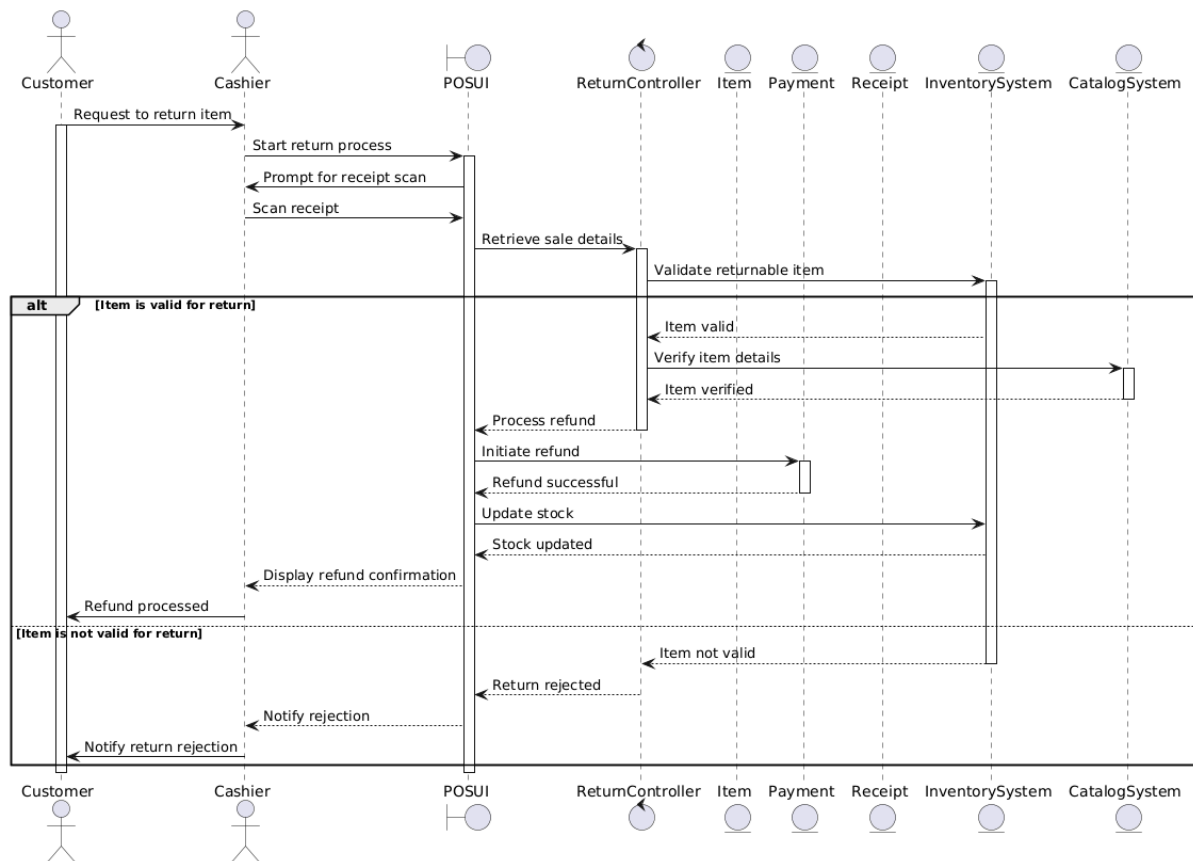 Customer
Cashier
POSUI
ReturnController
Item
Payment
Receipt
InventorySystem
CatalogSystem
Request to return item
Start return process
Prompt for receipt scan
Scan receipt
Retrieve sale details
Validate returnable item
alt
[Item is valid for return]
Item valid
Verify item details
Item verified
Process refund
Initiate refund
Refund successful
Update stock
Stock updated
Display refund confirmation
Refund processed
[Item is not valid for return]
Item not valid
Return rejected
Notify rejection
Notify return rejection
Customer
Cashier
POSUI
ReturnController
Item
Payment
Receipt
InventorySystem
CatalogSystem